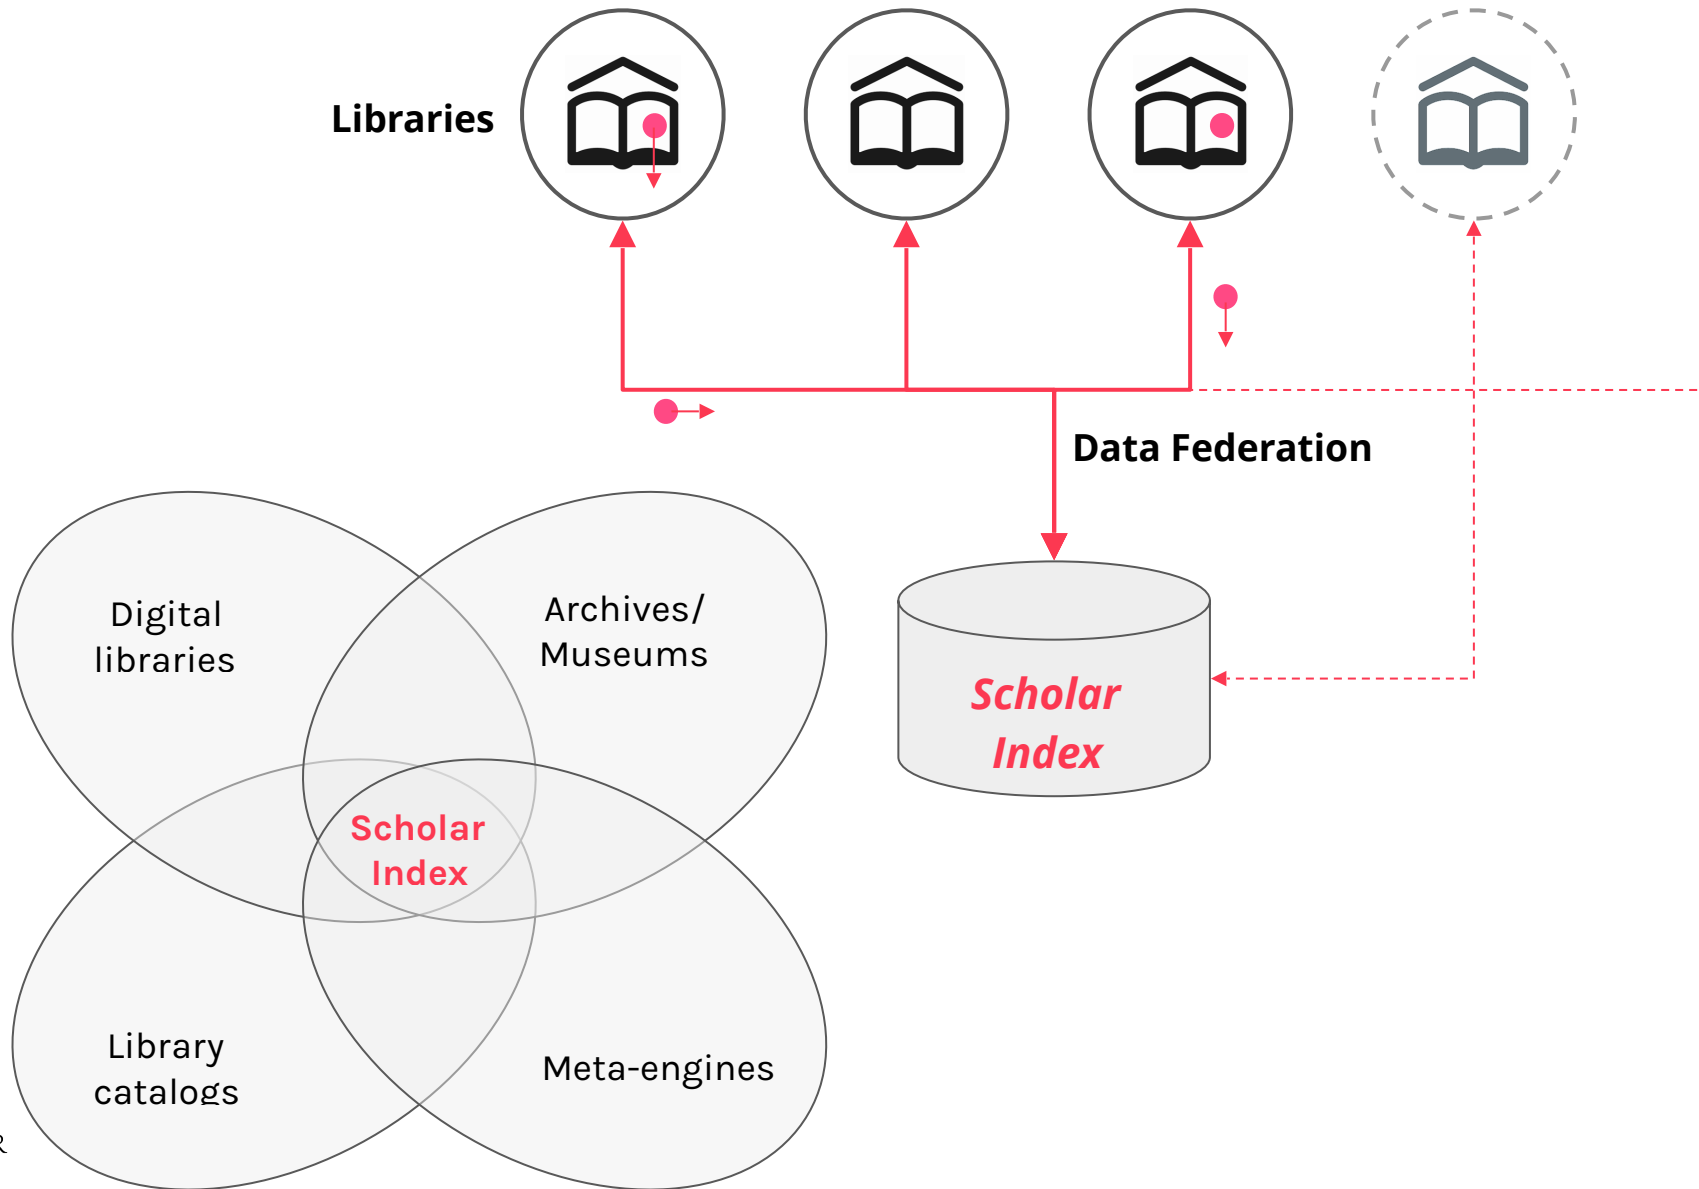 Libraries
Data Federation
Digital
libraries
Archives/
Museums
Scholar
Index
Scholar
Index
Library
catalogs
Meta-engines